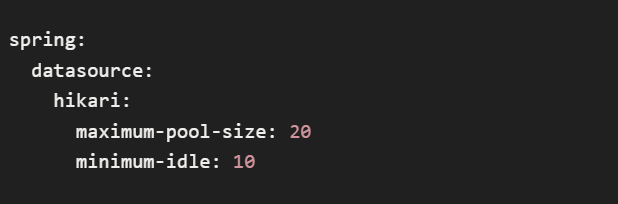 spring:
  datasource:
    hikari:
      maximum-pool-size: 20
      minimum-idle: 10